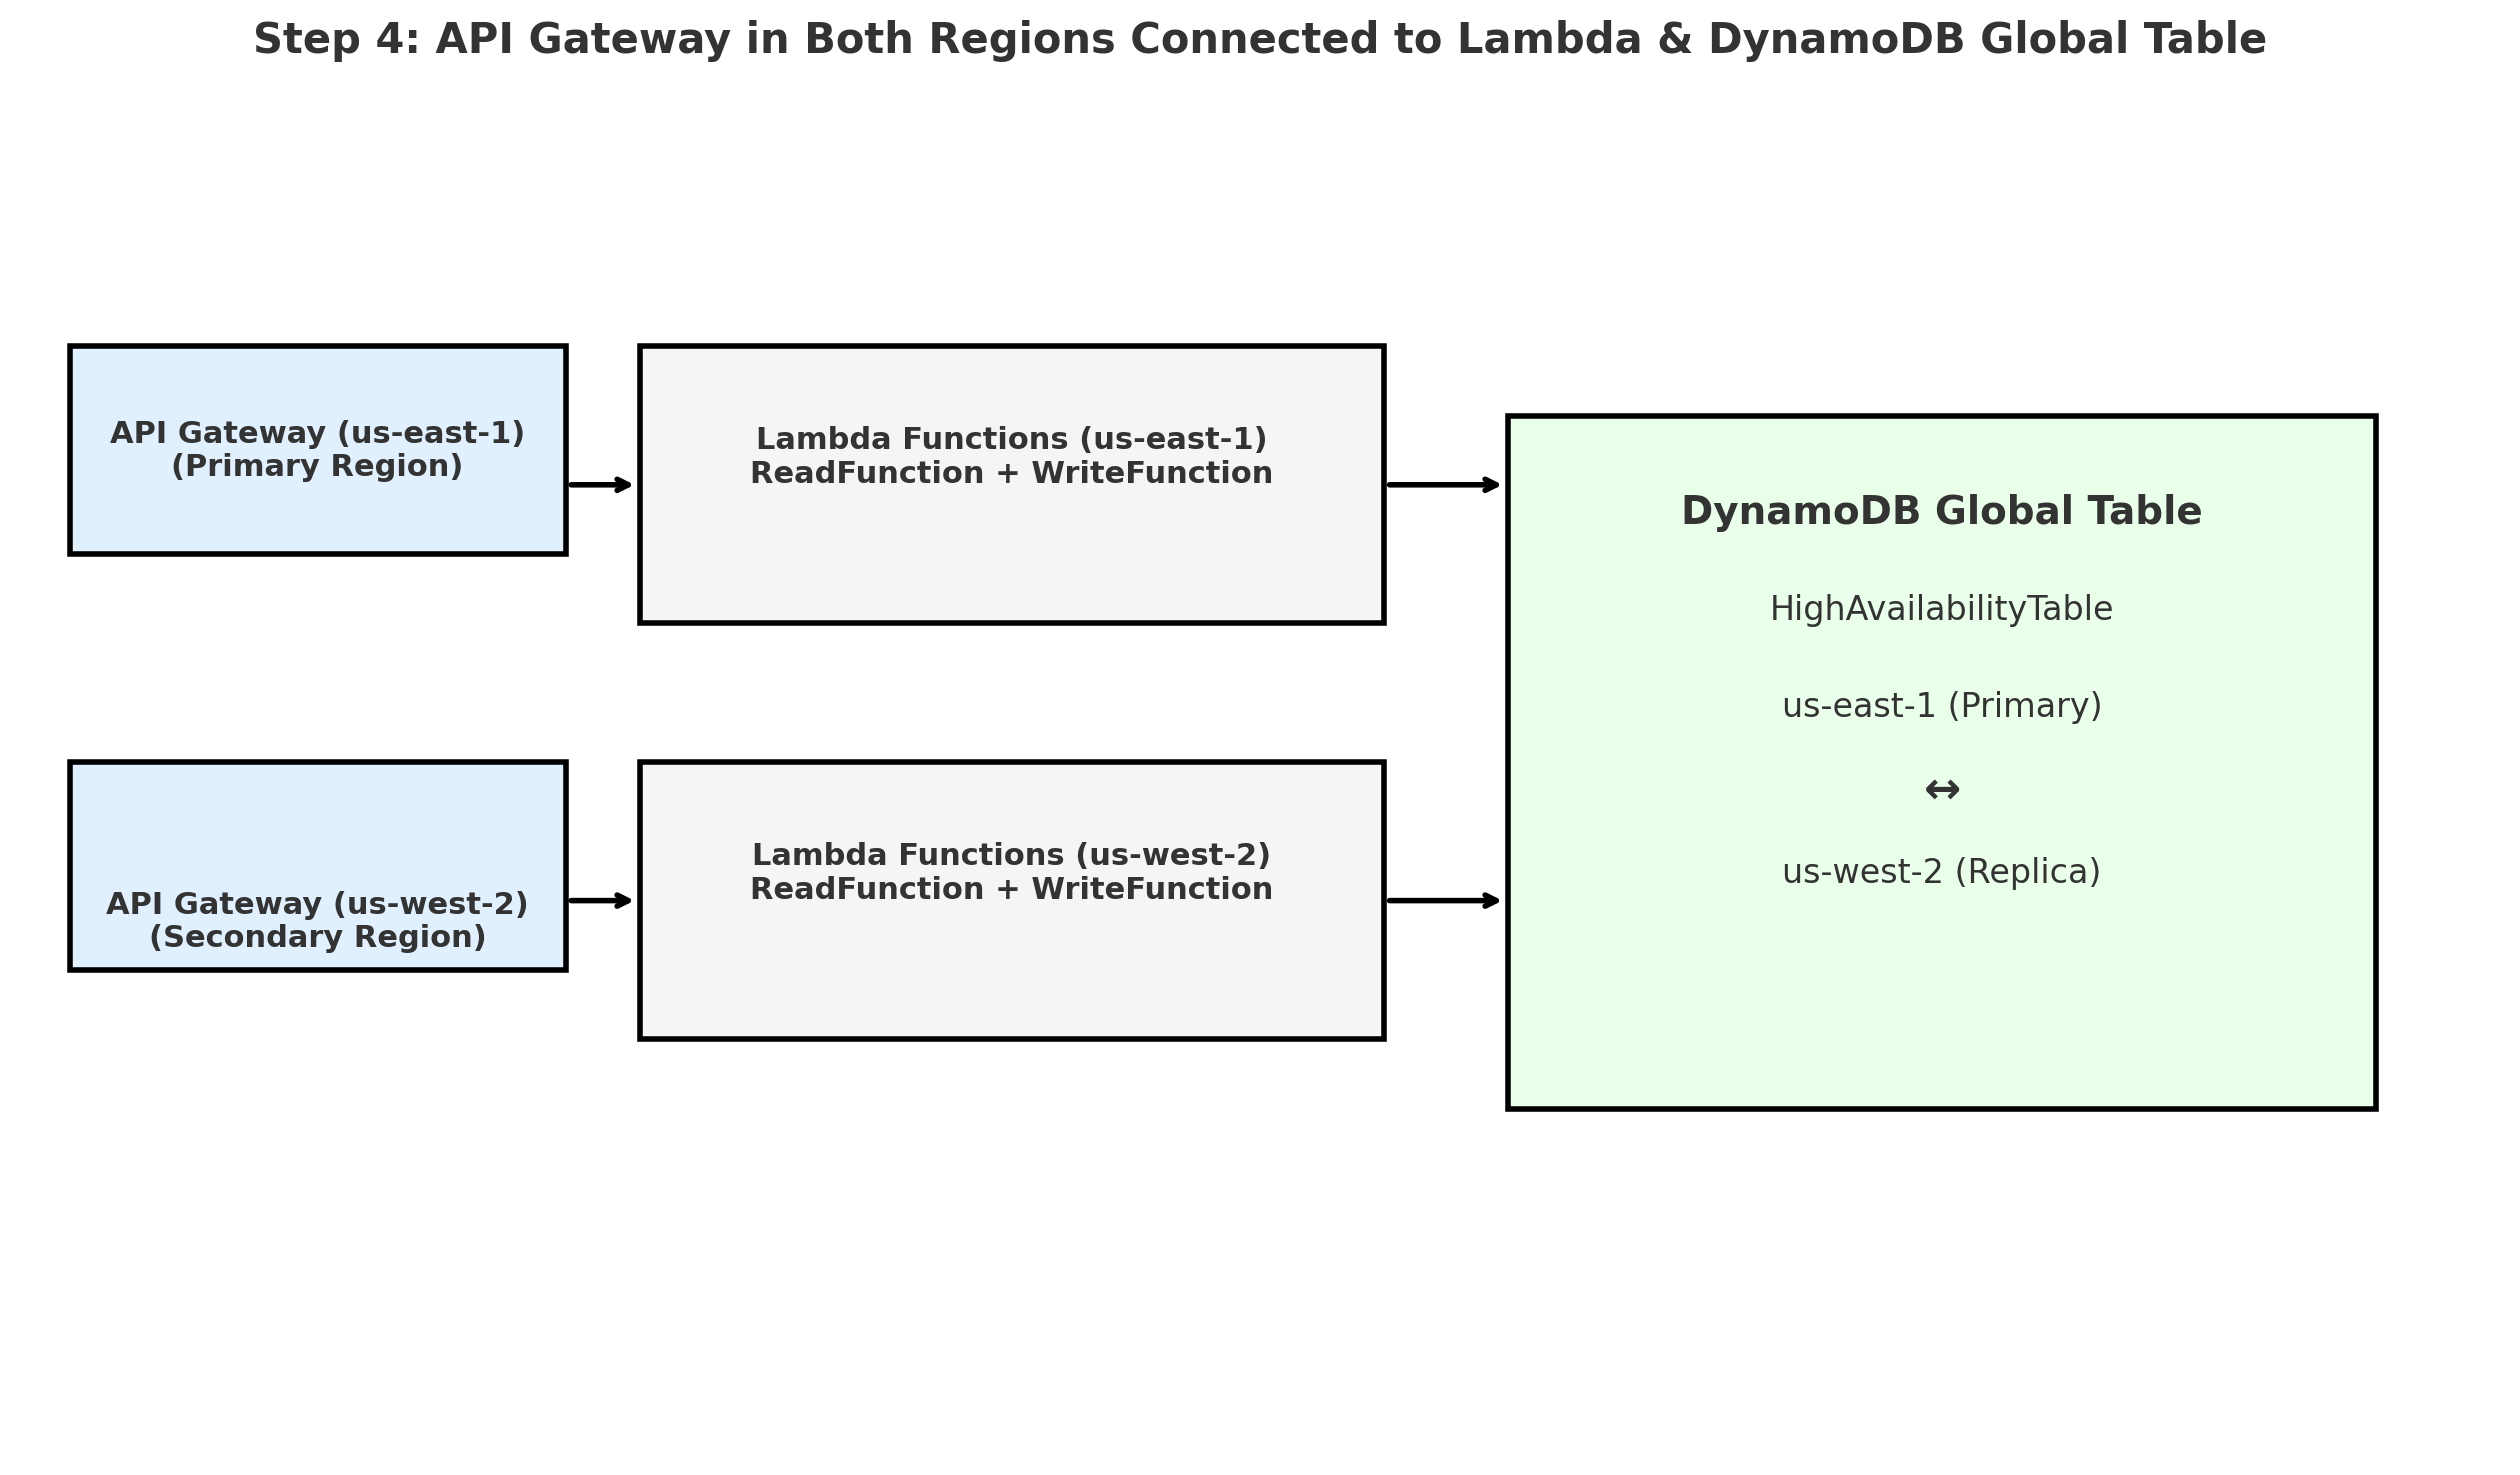 Step 4: API Gateway in Both Regions Connected to Lambda & DynamoDB Global Table
API Gateway (us-east-1)
(Primary Region)
Lambda Functions (us-east-1)
ReadFunction + WriteFunction
DynamoDB Global Table
HighAvailabilityTable
us-east-1 (Primary)
↔
us-west-2 (Replica)
API Gateway (us-west-2)
(Secondary Region)
Lambda Functions (us-west-2)
ReadFunction + WriteFunction